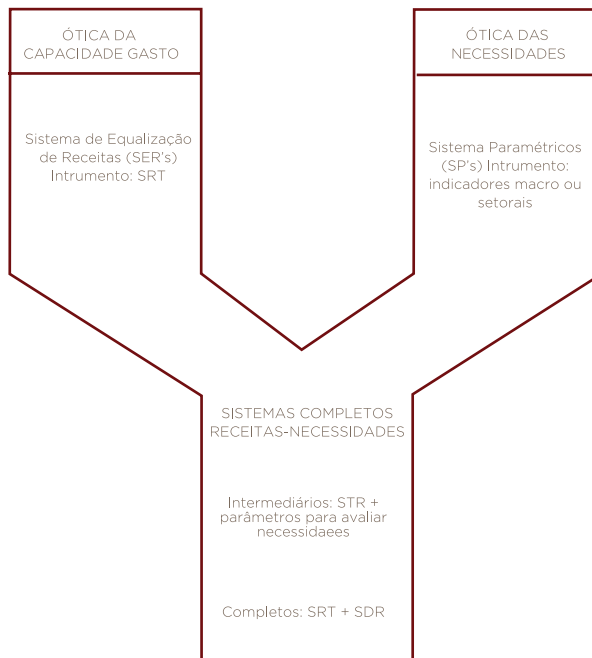 ÓTICA DA
CAPACIDADE GASTO
Sistema de Equalização
de Receitas (SER's)
Intrumento: SRT
ÓTICA DAS
NECESSIDADES
Sistema Paramétricos
(SP's) Intrumento:
indicadores macro ou
setorais
SISTEMAS COMPLETOS
RECEITAS-NECESSIDADES
Intermediários: STR +
parâmetros para avaliar
necessidaees
Completos: SRT + SDR